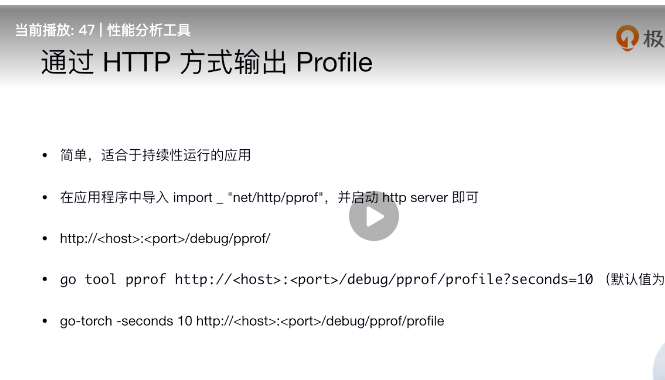 当前播放: 47 | 性能分析工具
极
通过 HTTP 方式输出 Profile
• 简单，适合于持续性运行的应用
• 在应用程序中导入 import _ "net/http/pprof"，并启动 http server 即可
• http://<host>:<port>/debug/pprof/
• go tool pprof http://<host>:<port>/debug/pprof/profile?seconds=10 （默认值为
• go-torch -seconds 10 http://<host>:<port>/debug/pprof/profile